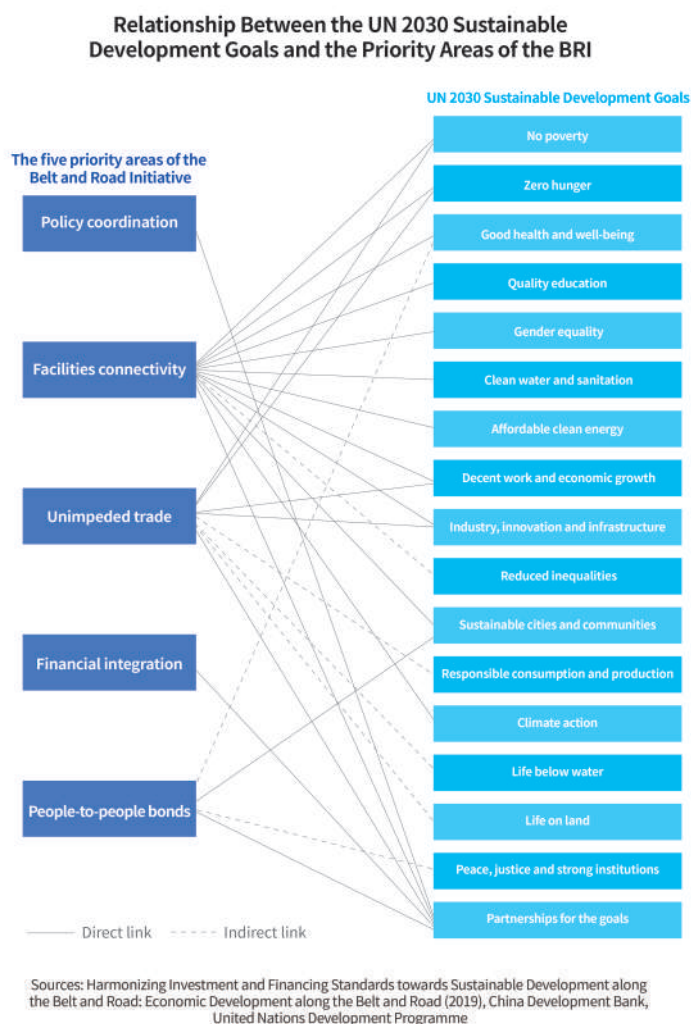 Relationship Between the UN 2030 Sustainable
Development Goals and the Priority Areas of the BRI
UN 2030 Sustainable Development Goals
The five priority areas of the
Belt and Road Initiative
Policy coordination
Facilities connectivity
Unimpeded trade
Financial integration
People-to-people bonds
No poverty
Zero hunger
Good health and well-being
Quality education
Gender equality
Clean water and sanitation
Affordable clean energy
Decent work and economic growth
Industry, innovation and infrastructure
Reduced inequalities
Sustainable cities and communities
Responsible consumption and production
Climate action
Life below water
Life on land
Peace, justice and strong institutions
Partnerships for the goals
Direct link
Indirect link
Sources: Harmonizing Investment and Financing Standards towards Sustainable Development along
the Belt and Road: Economic Development along the Belt and Road (2019), China Development Bank,
United Nations Development Programme